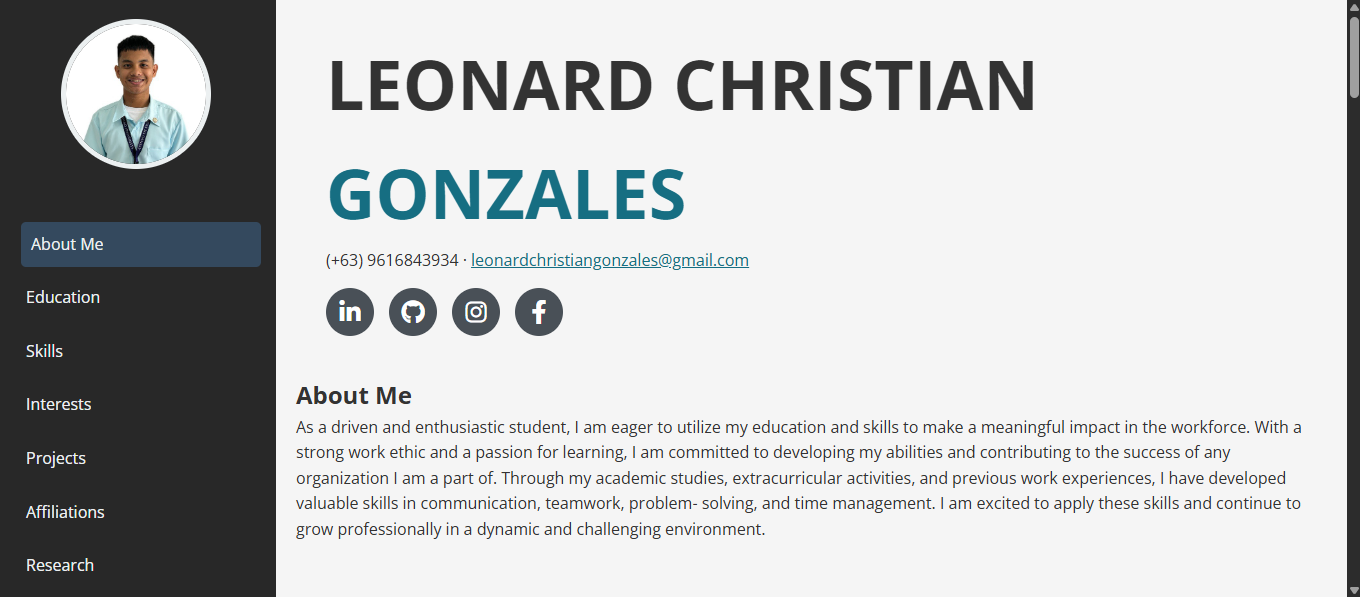 About Me
Education
Skills
Interests
Projects
Affiliations
Research
LEONARD CHRISTIAN
GONZALES
(+63) 9616843934 · leonardchristiangonzales@gmail.com
in
About Me
As a driven and enthusiastic student, I am eager to utilize my education and skills to make a meaningful impact in the workforce. With a
strong work ethic and a passion for learning, I am committed to developing my abilities and contributing to the success of any
organization I am a part of. Through my academic studies, extracurricular activities, and previous work experiences, I have developed
valuable skills in communication, teamwork, problem- solving, and time management. I am excited to apply these skills and continue to
grow professionally in a dynamic and challenging environment.